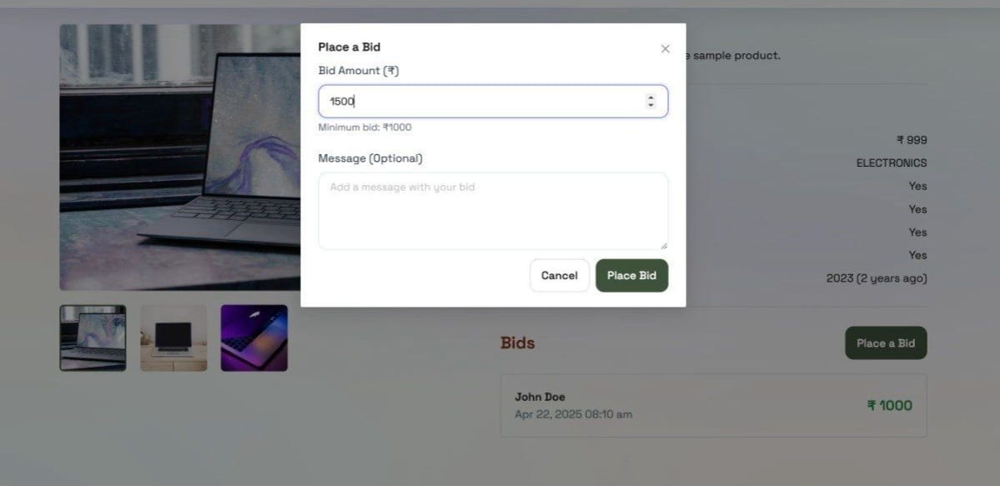 Place a Bid
Bid Amount (₹)
1500
Minimum bid: ₹1000
Message (Optional)
Add a message with your bid
Cancel
Place Bid
sample product.
₹ 999
ELECTRONICS
Yes
Yes
Yes
Yes
2023 (2 years ago)
Bids
Place a Bid
John Doe
Apr 22, 2025 08:10 am
₹ 1000